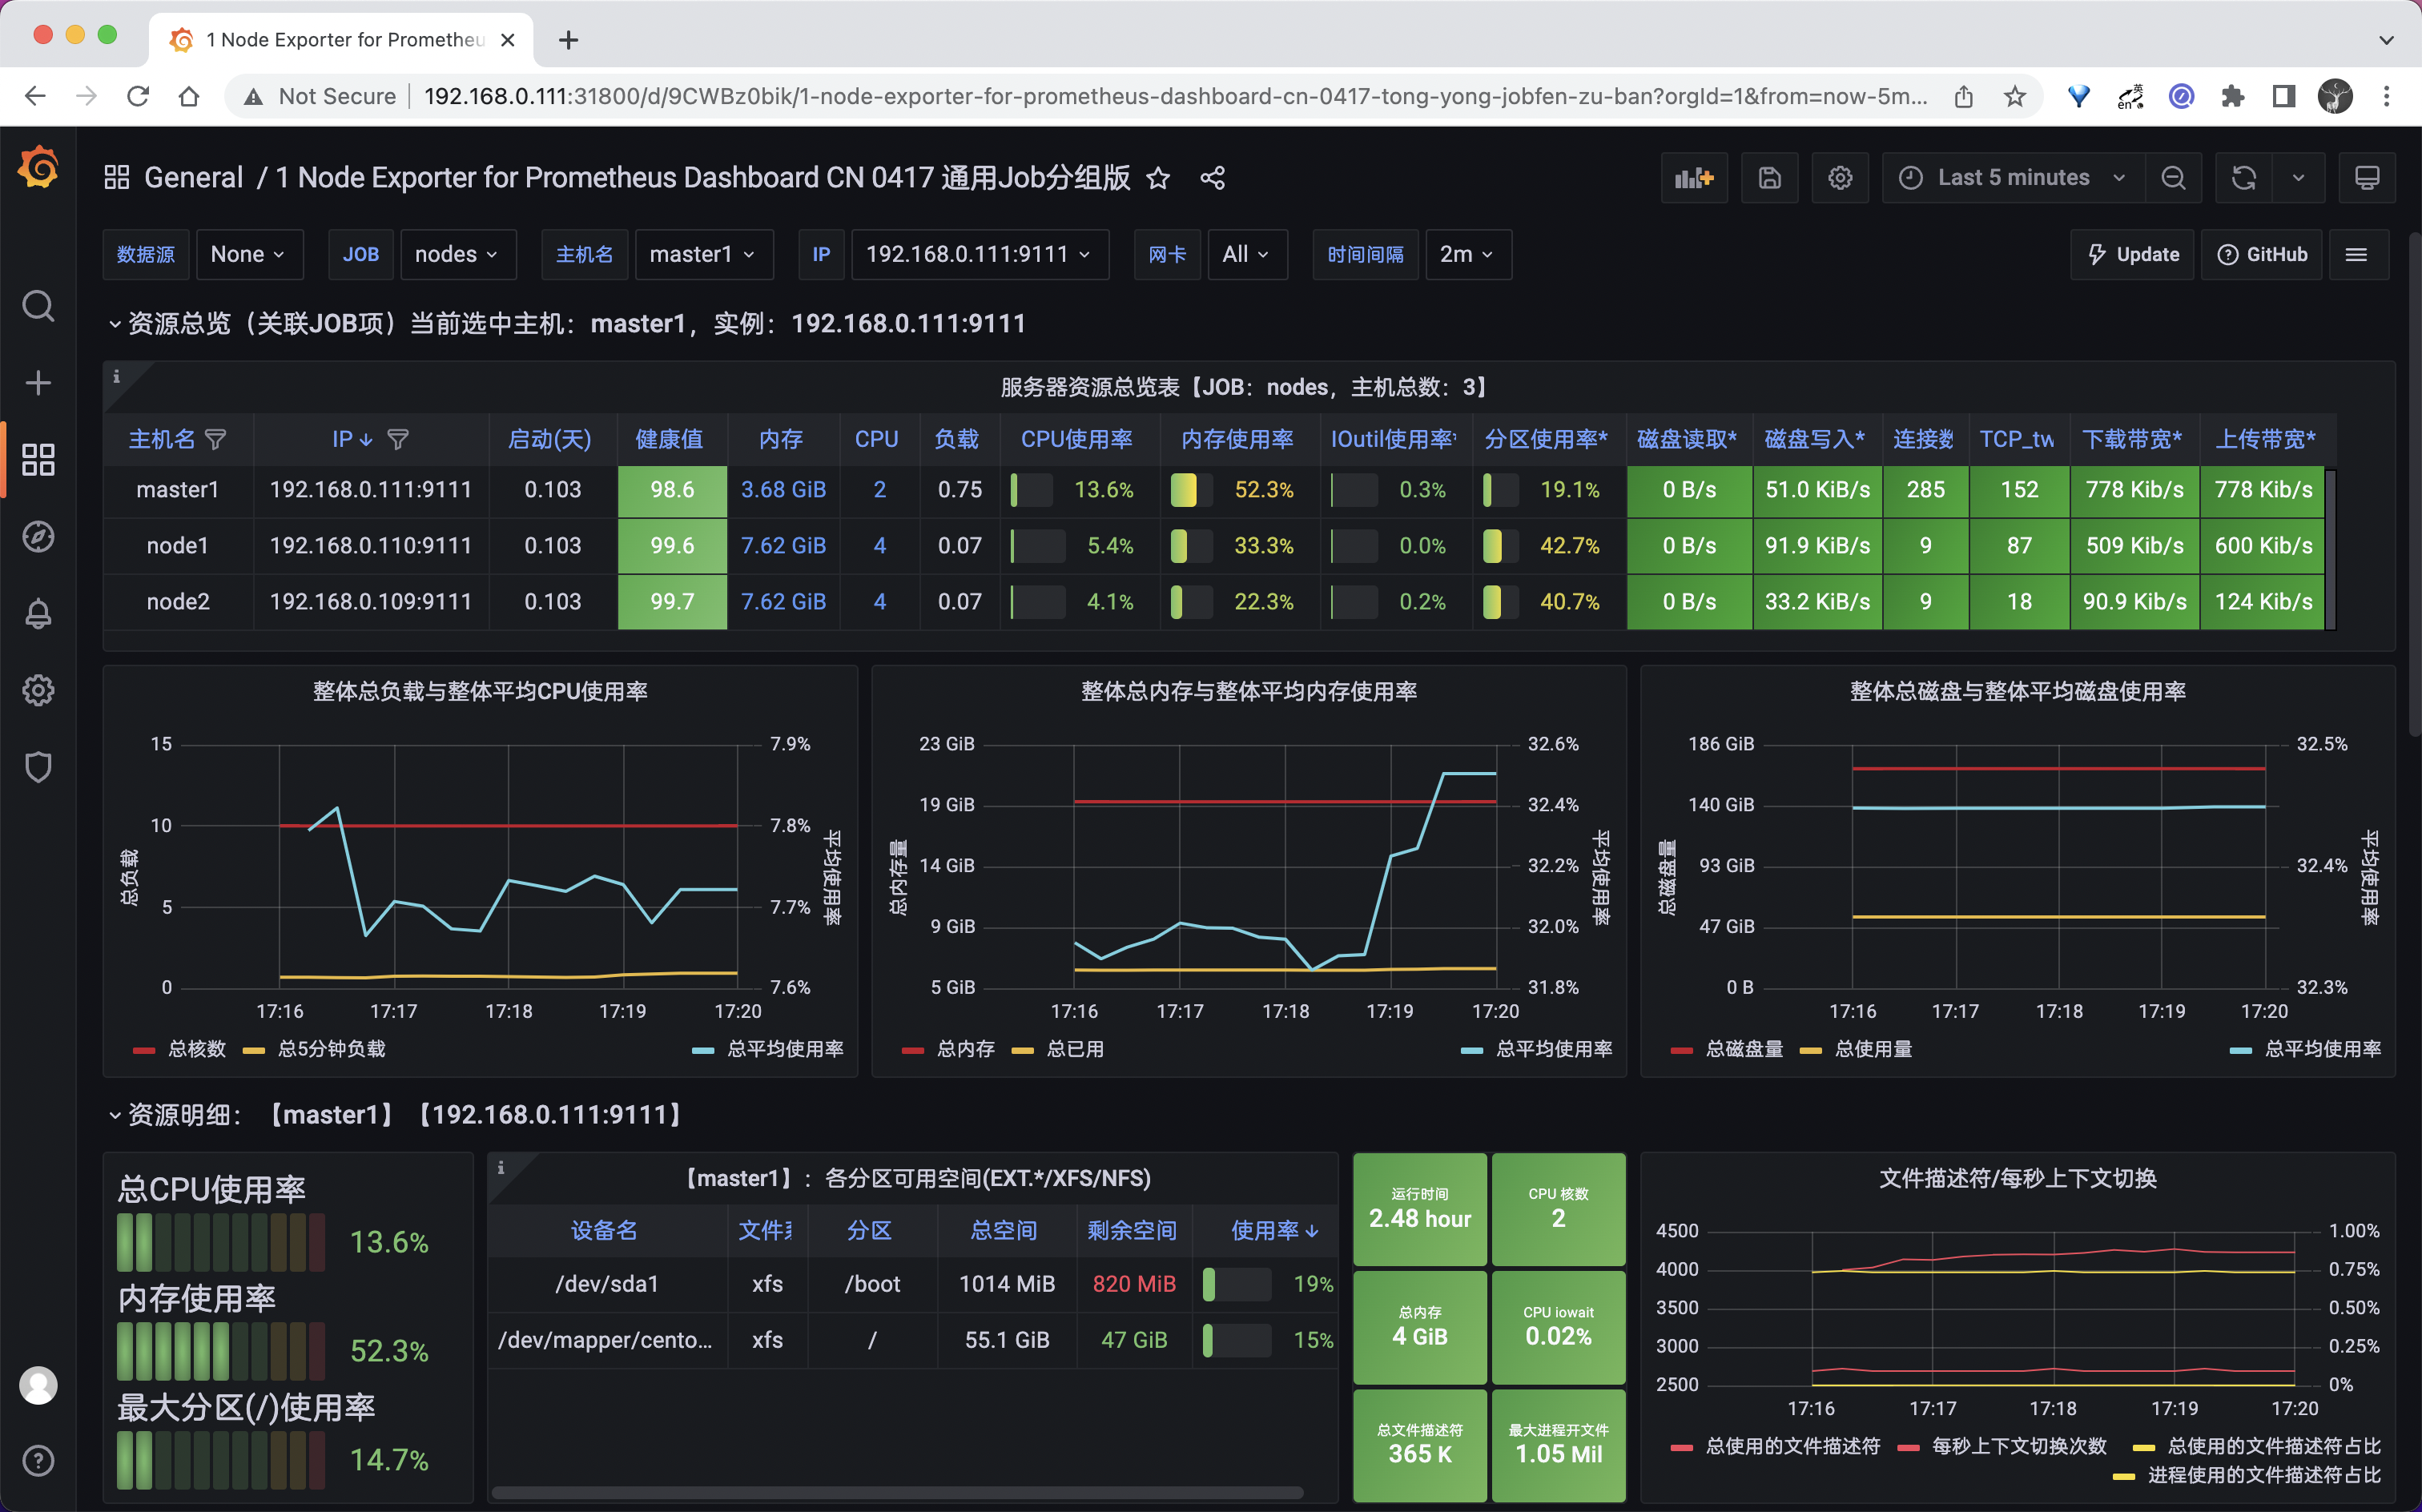 1 Node Exporter for Prometheu
Not Secure 192.168.0.111:31800/d/9CWBz0bik/1-node-exporter-for-prometheus-dashboard-cn-0417-tong-yong-jobfen-zu-ban?orgId=1&from=now-5m...
General / 1 Node Exporter for Prometheus Dashboard CN 0417 通用Job分组版 Last 5 minutes
数据源 None JOB nodes 主机名 master1 IP 192.168.0.111:9111 网卡 All 时间间隔 2m Update GitHub
资源总览（关联JOB项）当前选中主机：master1，实例：192.168.0.111:9111
服务器资源总览表【JOB：nodes，主机总数：3】
主机名 IP 启动(天) 健康值 内存 CPU 负载 CPU使用率 内存使用率 IOutil使用率* 分区使用率* 磁盘读取* 磁盘写入* 连接数 TCP_tw 下载带宽* 上传带宽*
master1 192.168.0.111:9111 0.103 98.6 3.68 GiB 2 0.75 13.6% 52.3% 0.3% 19.1% 0 B/s 51.0 KiB/s 285 152 778 Kib/s 778 Kib/s
node1 192.168.0.110:9111 0.103 99.6 7.62 GiB 4 0.07 5.4% 33.3% 0.0% 42.7% 0 B/s 91.9 KiB/s 9 87 509 Kib/s 600 Kib/s
node2 192.168.0.109:9111 0.103 99.7 7.62 GiB 4 0.07 4.1% 22.3% 0.2% 40.7% 0 B/s 33.2 KiB/s 9 18 90.9 Kib/s 124 Kib/s
整体总负载与整体平均CPU使用率
15 7.9%
10 7.8%
5 7.7%
0 7.6%
总负载
平均使用率
17:16 17:17 17:18 17:19 17:20
总核数 总5分钟负载 总平均使用率
整体总内存与整体平均内存使用率
23 GiB 32.6%
19 GiB 32.4%
14 GiB 32.2%
9 GiB 32.0%
5 GiB 31.8%
总内存量
平均使用率
17:16 17:17 17:18 17:19 17:20
总内存 总已用 总平均使用率
整体总磁盘与整体平均磁盘使用率
186 GiB 32.5%
140 GiB
93 GiB 32.4%
47 GiB
0 B 32.3%
总磁盘量
平均使用率
17:16 17:17 17:18 17:19 17:20
总磁盘量 总使用量 总平均使用率
资源明细：【master1】【192.168.0.111:9111】
总CPU使用率
13.6%
内存使用率
52.3%
最大分区(/)使用率
14.7%
【master1】：各分区可用空间(EXT.*/XFS/NFS)
设备名 文件系 分区 总空间 剩余空间 使用率
/dev/sda1 xfs /boot 1014 MiB 820 MiB 19%
/dev/mapper/cento... xfs / 55.1 GiB 47 GiB 15%
运行时间
2.48 hour
CPU 核数
2
总内存
4 GiB
CPU iowait
0.02%
总文件描述符
365 K
最大进程开文件
1.05 Mil
文件描述符/每秒上下文切换
4500 1.00%
4000 0.75%
3500 0.50%
3000 0.25%
2500 0%
17:16 17:17 17:18 17:19 17:20
总使用的文件描述符 每秒上下文切换次数 总使用的文件描述符占比
进程使用的文件描述符占比